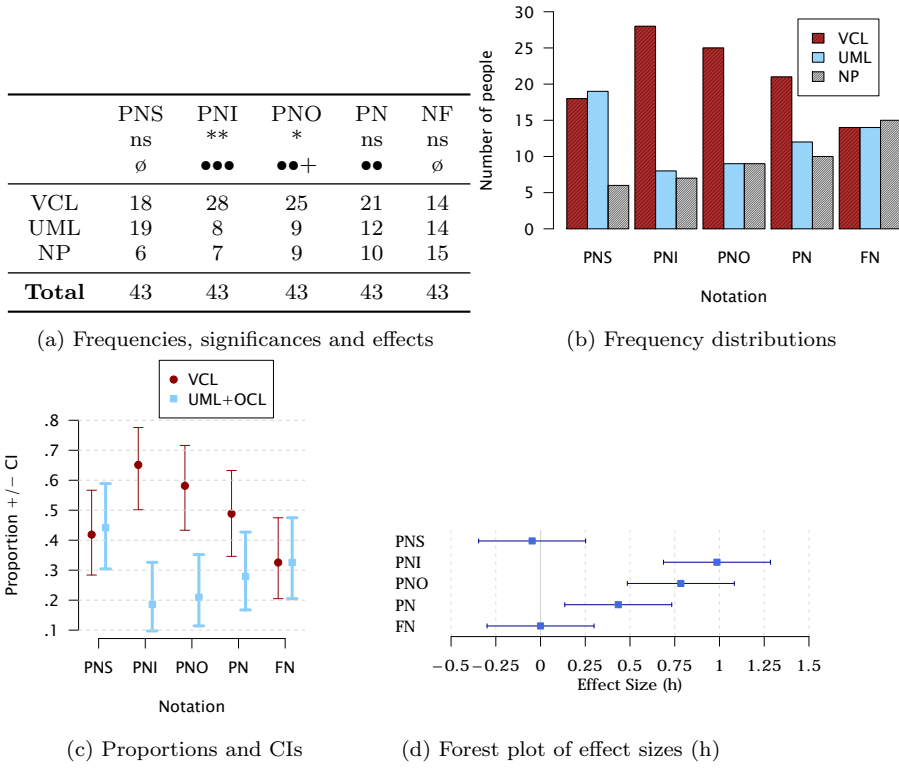 PNS PNI PNO PN NF
ns ** * ns ns
ø ●●● ●●+ ●● ø
VCL 18 28 25 21 14
UML 19 8 9 12 14
NP 6 7 9 10 15
Total 43 43 43 43 43
(a) Frequencies, significances and effects
Number of people
30
25
20
15
10
5
0
VCL
UML
NP
PNS PNI PNO PN FN
Notation
(b) Frequency distributions
VCL
UML+OCL
Proportion +/− CI
.8
.7
.6
.5
.4
.3
.2
.1
PNS PNI PNO PN FN
Notation
(c) Proportions and CIs
PNS
PNI
PNO
PN
FN
−0.5 −0.25 0 0.25 0.5 0.75 1 1.25 1.5
Effect Size (h)
(d) Forest plot of effect sizes (h)